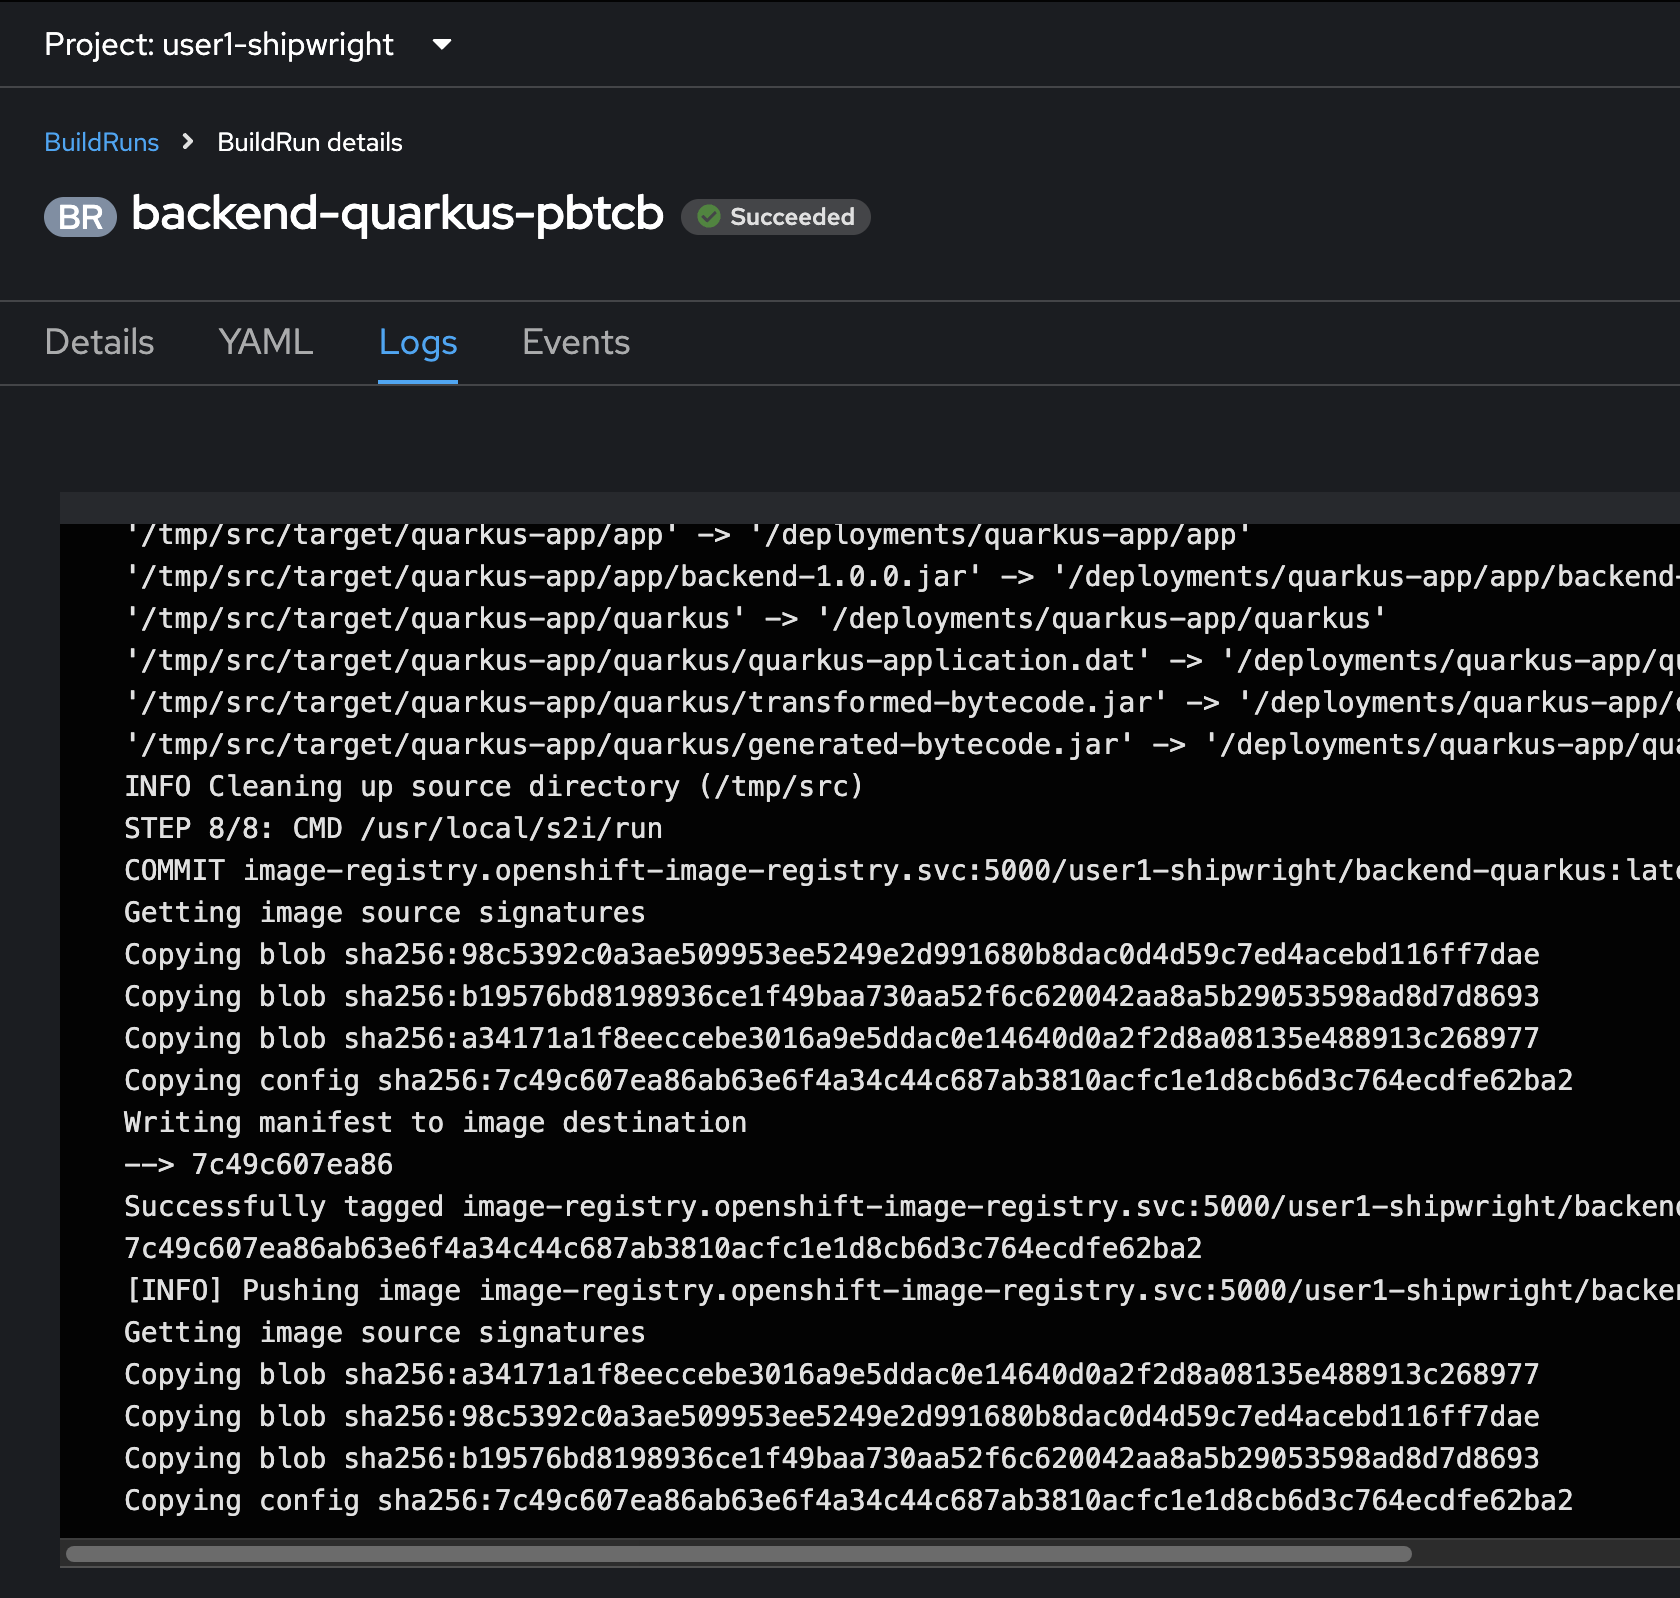 Project: user1-shipwright
BuildRuns > BuildRun details
BR backend-quarkus-pbtcb Succeeded
Details YAML Logs Events
'/tmp/src/target/quarkus-app/app' -> '/deployments/quarkus-app/app'
'/tmp/src/target/quarkus-app/app/backend-1.0.0.jar' -> '/deployments/quarkus-app/app/backend-
'/tmp/src/target/quarkus-app/quarkus' -> '/deployments/quarkus-app/quarkus'
'/tmp/src/target/quarkus-app/quarkus/quarkus-application.dat' -> '/deployments/quarkus-app/qu
'/tmp/src/target/quarkus-app/quarkus/transformed-bytecode.jar' -> '/deployments/quarkus-app/
'/tmp/src/target/quarkus-app/quarkus/generated-bytecode.jar' -> '/deployments/quarkus-app/qua
INFO Cleaning up source directory (/tmp/src)
STEP 8/8: CMD /usr/local/s2i/run
COMMIT image-registry.openshift-image-registry.svc:5000/user1-shipwright/backend-quarkus:late
Getting image source signatures
Copying blob sha256:98c5392c0a3ae509953ee5249e2d991680b8dac0d4d59c7ed4acebd116ff7dae
Copying blob sha256:b19576bd8198936ce1f49baa730aa52f6c620042aa8a5b29053598ad8d7d8693
Copying blob sha256:a34171a1f8eeccebe3016a9e5ddac0e14640d0a2f2d8a08135e488913c268977
Copying config sha256:7c49c607ea86ab63e6f4a34c44c687ab3810acfc1e1d8cb6d3c764ecdfe62ba2
Writing manifest to image destination
--> 7c49c607ea86
Successfully tagged image-registry.openshift-image-registry.svc:5000/user1-shipwright/backend
7c49c607ea86ab63e6f4a34c44c687ab3810acfc1e1d8cb6d3c764ecdfe62ba2
[INFO] Pushing image image-registry.openshift-image-registry.svc:5000/user1-shipwright/backen
Getting image source signatures
Copying blob sha256:a34171a1f8eeccebe3016a9e5ddac0e14640d0a2f2d8a08135e488913c268977
Copying blob sha256:98c5392c0a3ae509953ee5249e2d991680b8dac0d4d59c7ed4acebd116ff7dae
Copying blob sha256:b19576bd8198936ce1f49baa730aa52f6c620042aa8a5b29053598ad8d7d8693
Copying config sha256:7c49c607ea86ab63e6f4a34c44c687ab3810acfc1e1d8cb6d3c764ecdfe62ba2